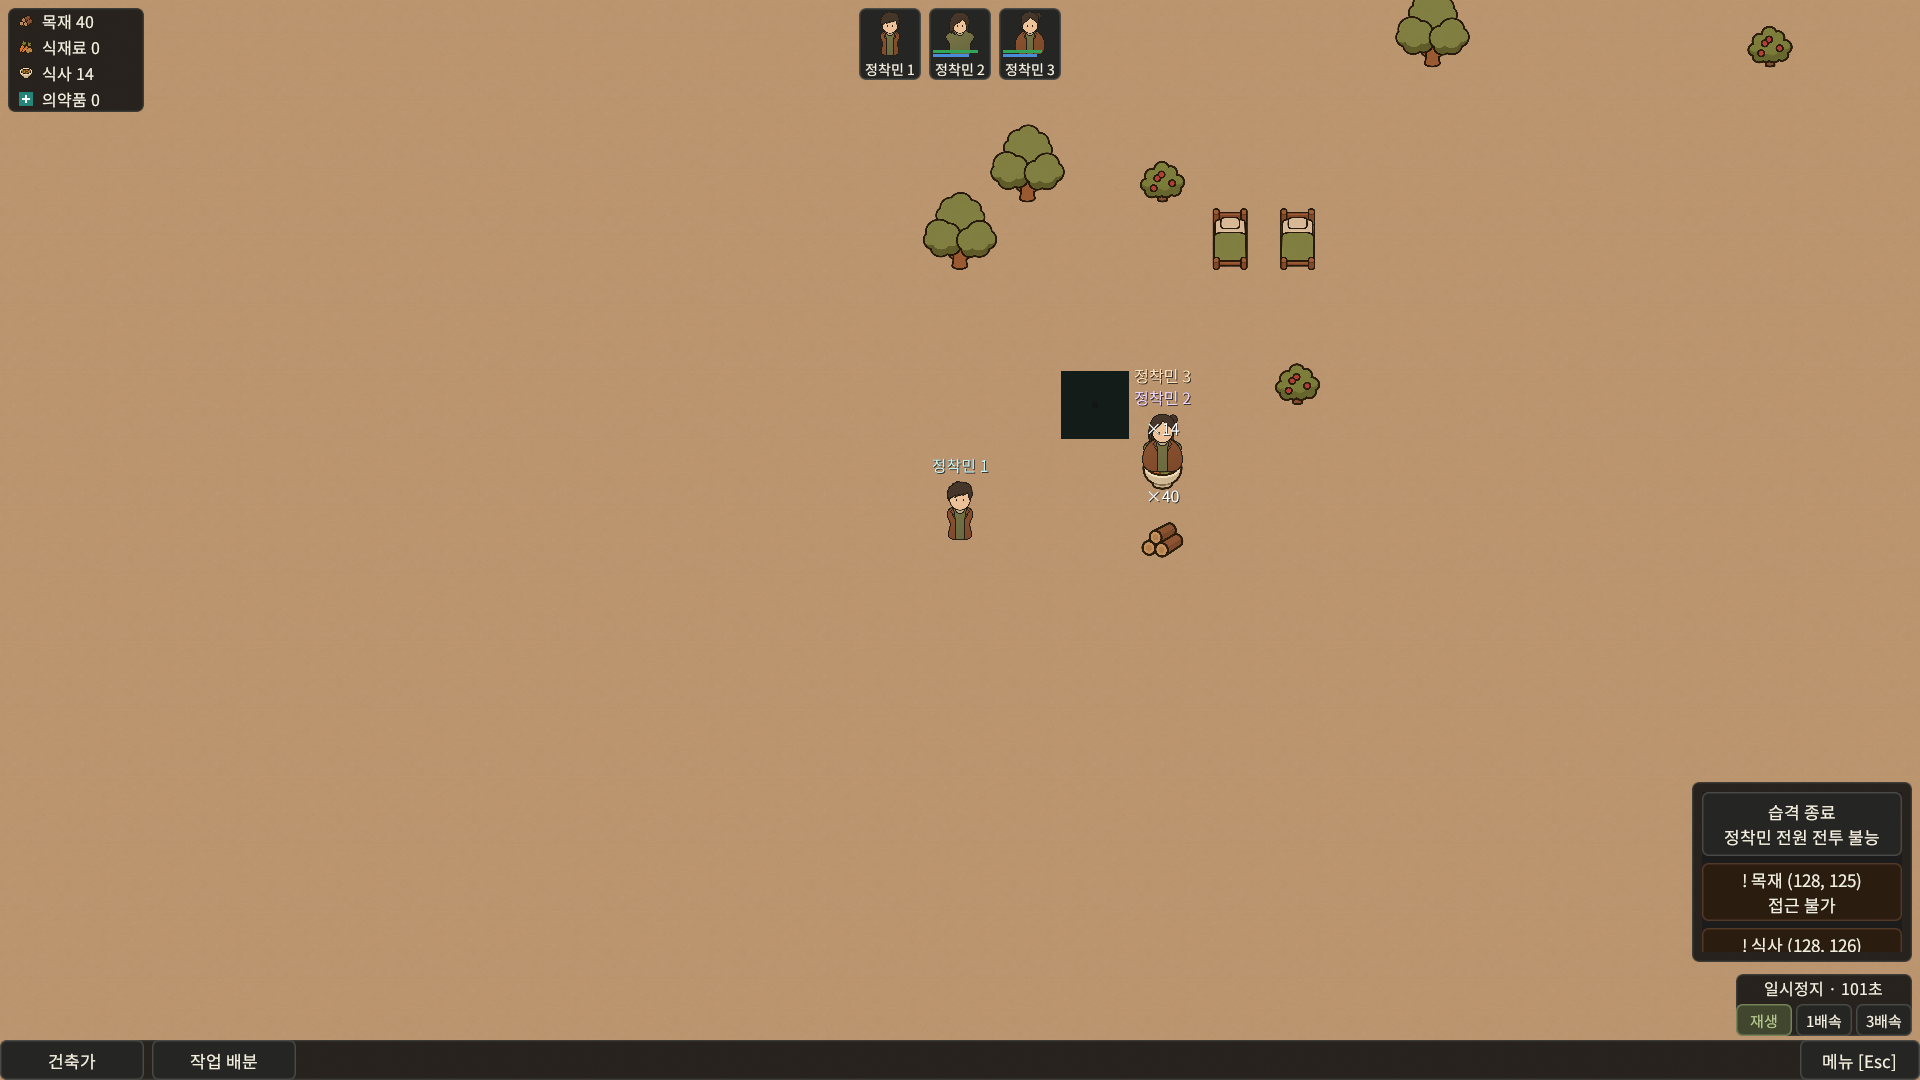 목재 40
식재료 0
식사 14
의약품 0
정착민 1
정착민 2
정착민 3
정착민 3
정착민 2
×14
정착민 1
×40
습격 종료
정착민 전원 전투 불능
! 목재 (128, 125)
접근 불가
! 식사 (128, 126)
일시정지 · 101초
재생
1배속
3배속
건축가
작업 배분
메뉴 [Esc]